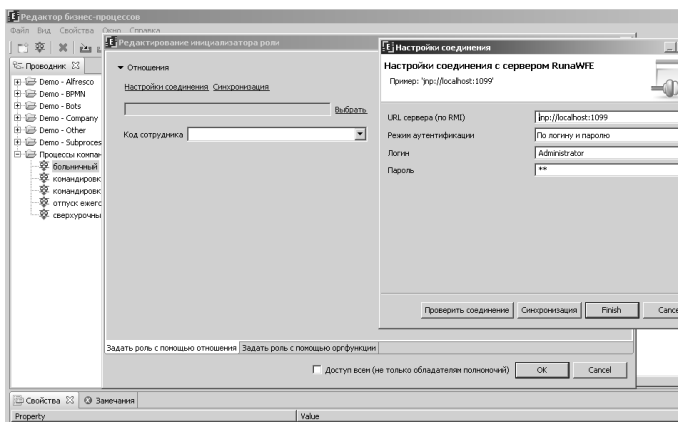 Редактор бизнес-процессов
Файл Вид Свойства Окно Справка
Проводник
Demo - Alfresco
Demo - BPMN
Demo - Bots
Demo - Company
Demo - Other
Demo - Subproces
Процессы компан
больничный
командировк
командировк
отпуск ежего
сверхурочны
Редактирование инициализатора роли
Отношения
Настройки соединения Синхронизация
Выбрать
Код сотрудника
Задать роль с помощью отношения Задать роль с помощью оргфункции
Доступ всем (не только обладателям полномочий) OK Cancel
Настройки соединения
Настройки соединения с сервером RunaWFE
Пример: 'jnp://localhost:1099'
URL сервера (по RMI) jnp://localhost:1099
Режим аутентификации По логину и паролю
Логин Administrator
Пароль **
Проверить соединение Синхронизация Finish Cance
Свойства Замечания
Property Value